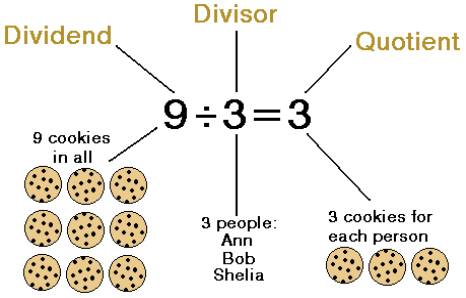 Dividend
Divisor
Quotient
9 ÷ 3 = 3
9 cookies
in all
3 people:
Ann
Bob
Shelia
3 cookies for
each person